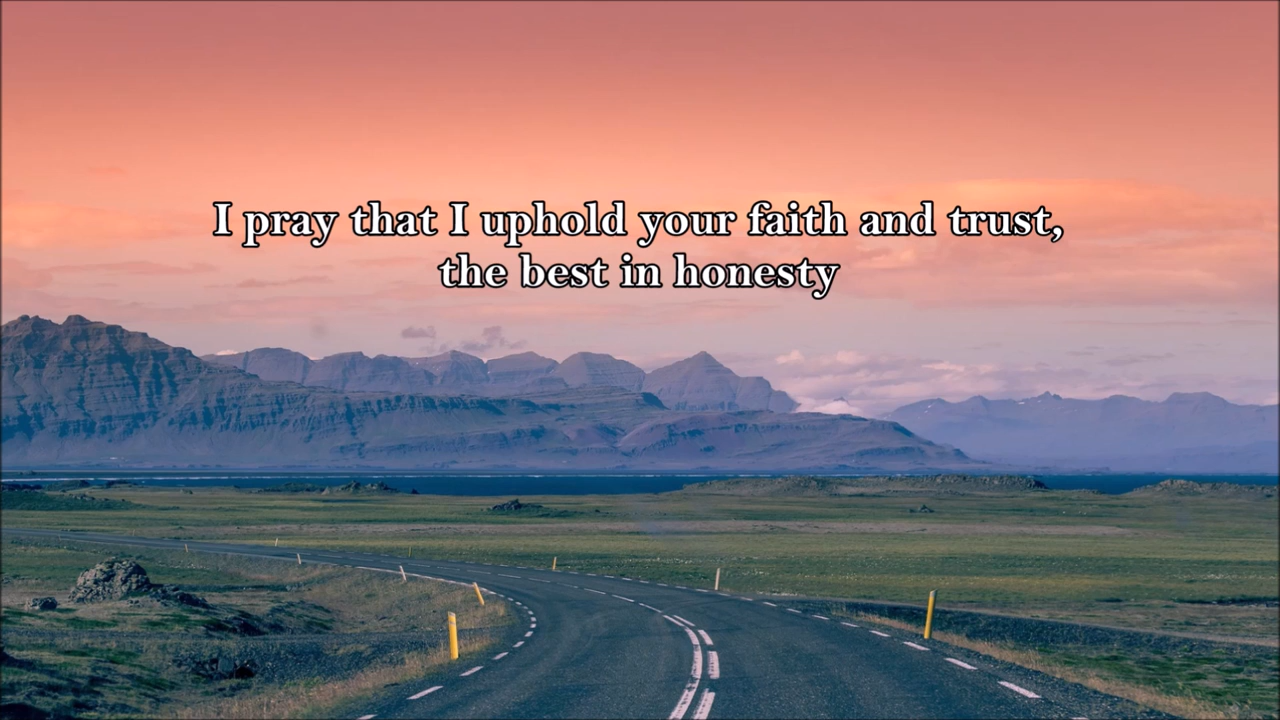 I pray that I uphold your faith and trust,
the best in honesty